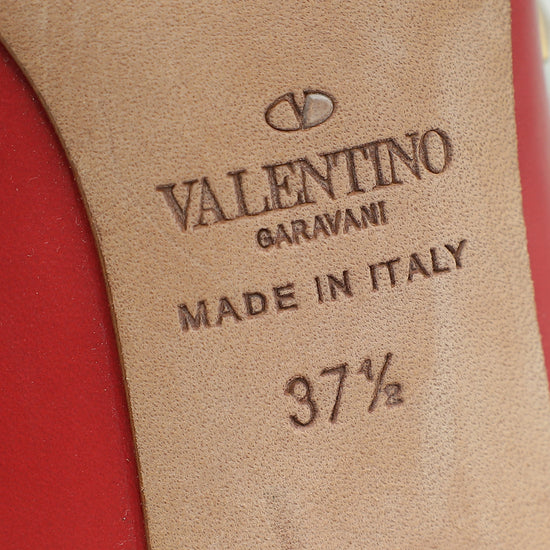 VALENTINO
GARAVANI
MADE IN ITALY
37½